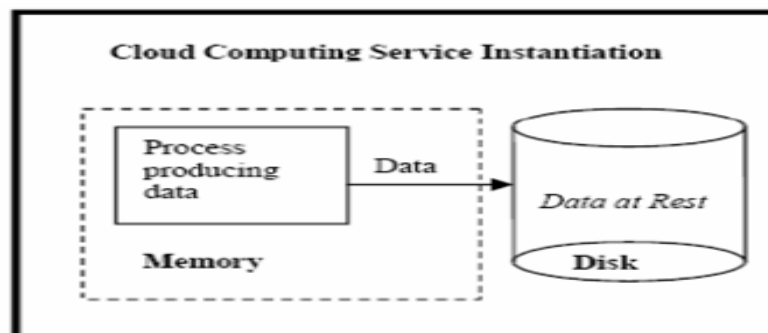 Cloud Computing Service Instantiation
Process
producing
data
Data
Data at Rest
Memory
Disk